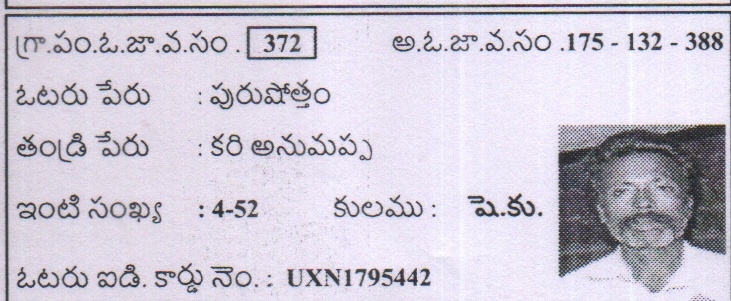 గ్రా.పం.ఓ.జా.వ.సం . 372 అ.ఓ.జా.వ.సం .175 - 132 - 388
ఓటరు పేరు : పురుషోత్తం
తండ్రి పేరు : కరి అనుమప్ప
ఇంటి సంఖ్య : 4-52 కులము : షె.కు.
ఓటరు ఐడి. కార్డు నెం. : UXN1795442